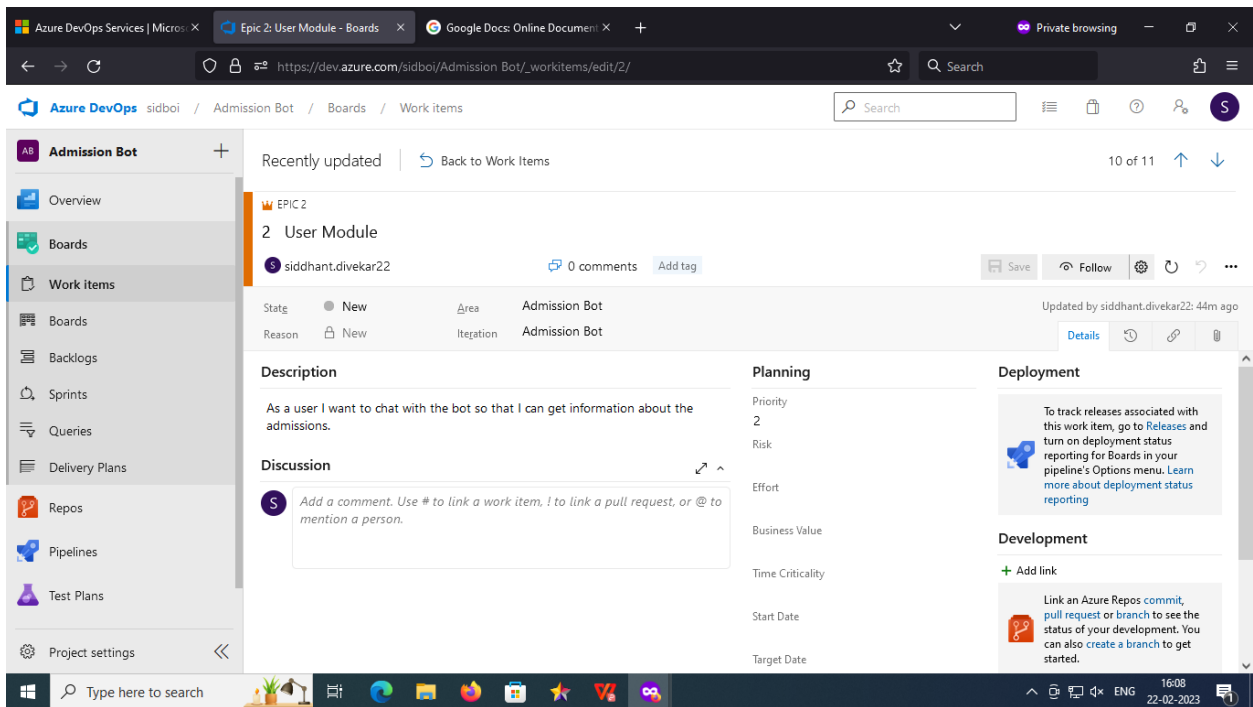 Azure DevOps Services | Micros
Epic 2: User Module - Boards
Google Docs: Online Document
Private browsing
https://dev.azure.com/sidboi/Admission Bot/_workitems/edit/2/
Search
Azure DevOps sidboi / Admission Bot / Boards / Work items
Search
S
AB Admission Bot
Overview
Boards
Work items
Boards
Backlogs
Sprints
Queries
Delivery Plans
Repos
Pipelines
Test Plans
Project settings
Recently updated
Back to Work Items
10 of 11
EPIC 2
2 User Module
S siddhant.divekar22
0 comments
Add tag
Save
Follow
State New
Area Admission Bot
Reason New
Iteration Admission Bot
Updated by siddhant.divekar22: 44m ago
Details
Description
As a user I want to chat with the bot so that I can get information about the
admissions.
Discussion
S
Add a comment. Use # to link a work item, ! to link a pull request, or @ to
mention a person.
Planning
Priority
2
Risk
Effort
Business Value
Time Criticality
Start Date
Target Date
Deployment
To track releases associated with
this work item, go to Releases and
turn on deployment status
reporting for Boards in your
pipeline's Options menu. Learn
more about deployment status
reporting
Development
+ Add link
Link an Azure Repos commit,
pull request or branch to see the
status of your development. You
can also create a branch to get
started.
Type here to search
ENG
16:08
22-02-2023
1